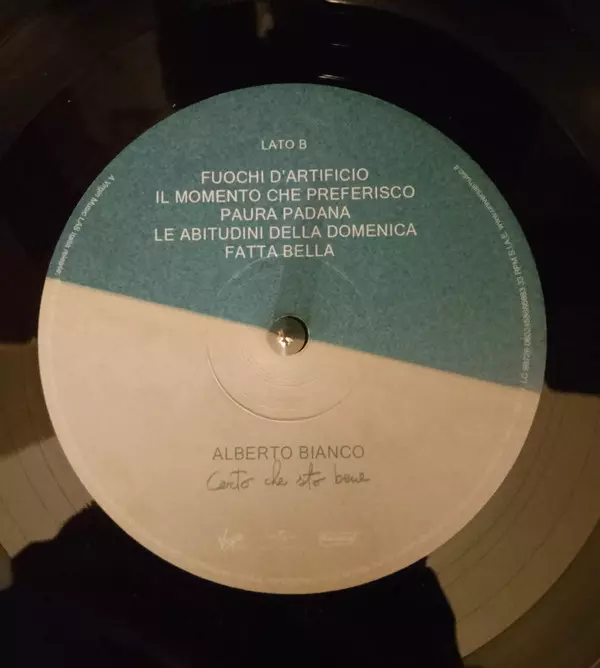 LATO B
FUOCHI D'ARTIFICIO
IL MOMENTO CHE PREFERISCO
PAURA PADANA
LE ABITUDINI DELLA DOMENICA
FATTA BELLA
ALBERTO BIANCO
Certo che sto bene
Virgin